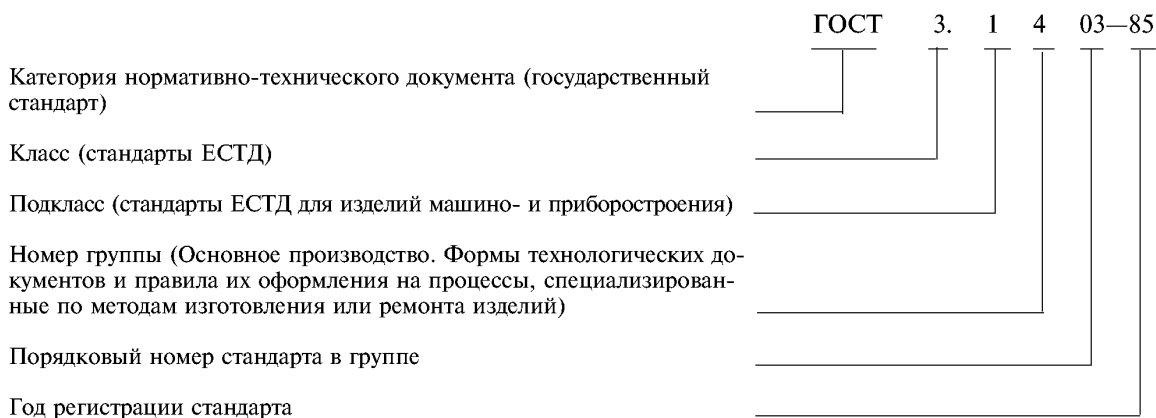 ГОСТ 3. 1 4 03—85
Категория нормативно-технического документа (государственный
стандарт)
Класс (стандарты ЕСТД)
Подкласс (стандарты ЕСТД для изделий машино- и приборостроения)
Номер группы (Основное производство. Формы технологических до-
кументов и правила их оформления на процессы, специализирован-
ные по методам изготовления или ремонта изделий)
Порядковый номер стандарта в группе
Год регистрации стандарта